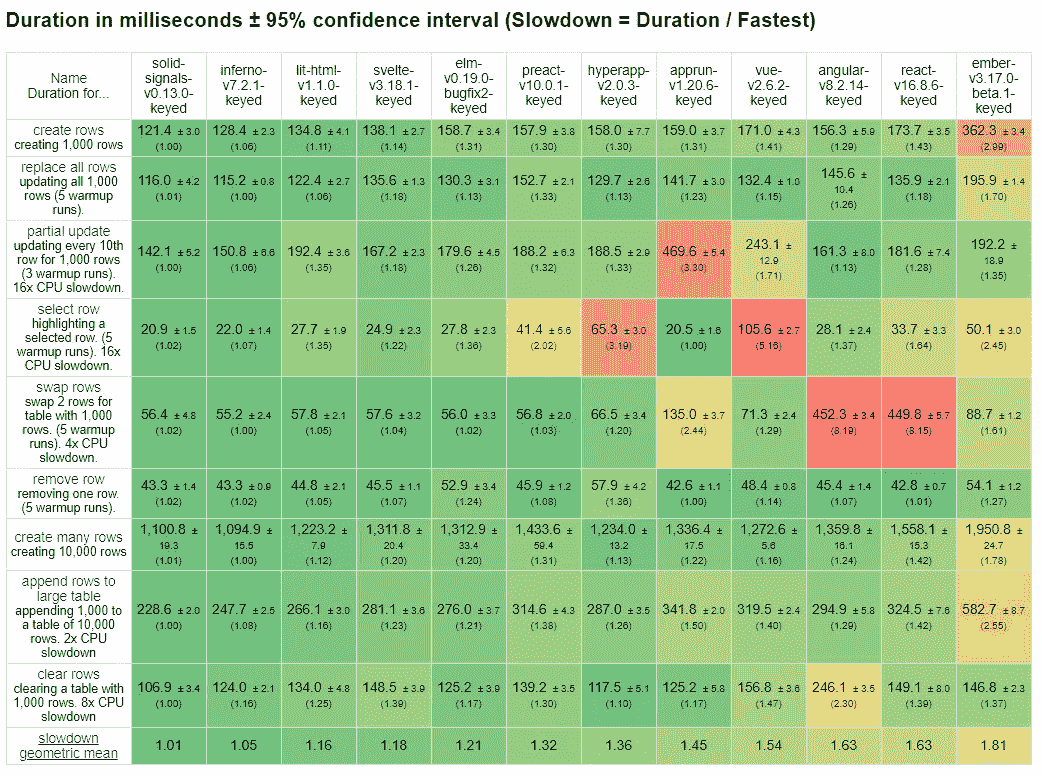 Duration in milliseconds ± 95% confidence interval (Slowdown = Duration / Fastest)
Name
Duration for...
solid-
signals-
v0.13.0-
keyed
inferno-
v7.2.1-
keyed
lit-html-
v1.1.0-
keyed
svelte-
v3.18.1-
keyed
elm-
v0.19.0-
bugfix2-
keyed
preact-
v10.0.1-
keyed
hyperapp-
v2.0.3-
keyed
apprun-
v1.20.6-
keyed
vue-
v2.6.2-
keyed
angular-
v8.2.14-
keyed
react-
v16.8.6-
keyed
ember-
v3.17.0-
beta.1-
keyed
create rows
creating 1,000 rows
121.4 ± 3.0 128.4 ± 2.3 134.8 ± 4.1 138.1 ± 2.7 158.7 ± 3.4 157.9 ± 3.8 158.0 ± 7.7 159.0 ± 3.7 171.0 ± 4.3 156.3 ± 5.9 173.7 ± 3.5 362.3 ± 3.4
(1.00) (1.06) (1.11) (1.14) (1.31) (1.30) (1.30) (1.31) (1.41) (1.29) (1.43) (2.99)
replace all rows
updating all 1,000
rows (5 warmup
runs).
116.0 ± 4.2 115.2 ± 0.8 122.4 ± 2.7 135.6 ± 1.3 130.3 ± 3.1 152.7 ± 2.1 129.7 ± 2.6 141.7 ± 3.0 132.4 ± 1.0 145.6 ± 10.4 135.9 ± 2.1 195.9 ± 1.4
(1.01) (1.00) (1.06) (1.18) (1.13) (1.33) (1.13) (1.23) (1.15) (1.26) (1.18) (1.70)
partial update
updating every 10th
row for 1,000 rows
(3 warmup runs).
16x CPU slowdown.
142.1 ± 5.2 150.8 ± 6.6 192.4 ± 3.6 167.2 ± 2.3 179.6 ± 4.5 188.2 ± 6.3 188.5 ± 2.9 469.6 ± 5.4 243.1 ± 12.9 161.3 ± 8.0 181.6 ± 7.4 192.2 ± 18.9
(1.00) (1.06) (1.35) (1.18) (1.26) (1.32) (1.33) (3.30) (1.71) (1.13) (1.28) (1.35)
select row
highlighting a
selected row. (5
warmup runs). 16x
CPU slowdown.
20.9 ± 1.5 22.0 ± 1.4 27.7 ± 1.9 24.9 ± 2.3 27.8 ± 2.3 41.4 ± 5.6 65.3 ± 3.0 20.5 ± 1.6 105.6 ± 2.7 28.1 ± 2.4 33.7 ± 3.3 50.1 ± 3.0
(1.02) (1.07) (1.35) (1.22) (1.36) (2.02) (3.19) (1.00) (5.16) (1.37) (1.64) (2.45)
swap rows
swap 2 rows for
table with 1,000
rows. (5 warmup
runs). 4x CPU
slowdown.
56.4 ± 4.8 55.2 ± 2.4 57.8 ± 2.1 57.6 ± 3.2 56.0 ± 3.3 56.8 ± 2.0 66.5 ± 3.4 135.0 ± 3.7 71.3 ± 2.4 452.3 ± 3.4 449.8 ± 5.7 88.7 ± 1.2
(1.02) (1.00) (1.05) (1.04) (1.02) (1.03) (1.20) (2.44) (1.29) (8.19) (8.15) (1.61)
remove row
removing one row.
(5 warmup runs).
43.3 ± 1.4 43.3 ± 0.9 44.8 ± 2.1 45.5 ± 1.1 52.9 ± 3.4 45.9 ± 1.2 57.9 ± 4.2 42.6 ± 1.1 48.4 ± 0.8 45.4 ± 1.4 42.8 ± 0.7 54.1 ± 1.2
(1.02) (1.02) (1.05) (1.07) (1.24) (1.08) (1.36) (1.00) (1.14) (1.07) (1.01) (1.27)
create many rows
creating 10,000 rows
1,100.8 ± 1,094.9 ± 1,223.2 ± 1,311.8 ± 1,312.9 ± 1,433.6 ± 1,234.0 ± 1,336.4 ± 1,272.6 ± 1,359.8 ± 1,558.1 ± 1,950.8 ±
19.3 15.5 7.9 20.4 33.4 59.4 13.2 17.5 5.6 16.1 15.3 24.7
(1.01) (1.00) (1.12) (1.20) (1.20) (1.31) (1.13) (1.22) (1.16) (1.24) (1.42) (1.78)
append rows to
large table
appending 1,000 to
a table of 10,000
rows. 2x CPU
slowdown
228.6 ± 2.0 247.7 ± 2.5 266.1 ± 3.0 281.1 ± 3.6 276.0 ± 3.7 314.6 ± 4.3 287.0 ± 3.5 341.8 ± 2.0 319.5 ± 2.4 294.9 ± 5.8 324.5 ± 7.6 582.7 ± 8.7
(1.00) (1.08) (1.16) (1.23) (1.21) (1.38) (1.26) (1.50) (1.40) (1.29) (1.42) (2.55)
clear rows
clearing a table with
1,000 rows. 8x CPU
slowdown
106.9 ± 3.4 124.0 ± 2.1 134.0 ± 4.8 148.5 ± 3.9 125.2 ± 3.9 139.2 ± 3.5 117.5 ± 5.1 125.2 ± 5.8 156.8 ± 3.6 246.1 ± 3.5 149.1 ± 8.0 146.8 ± 2.3
(1.00) (1.16) (1.25) (1.39) (1.17) (1.30) (1.10) (1.17) (1.47) (2.30) (1.39) (1.37)
slowdown
geometric mean
1.01 1.05 1.16 1.18 1.21 1.32 1.36 1.45 1.54 1.63 1.63 1.81